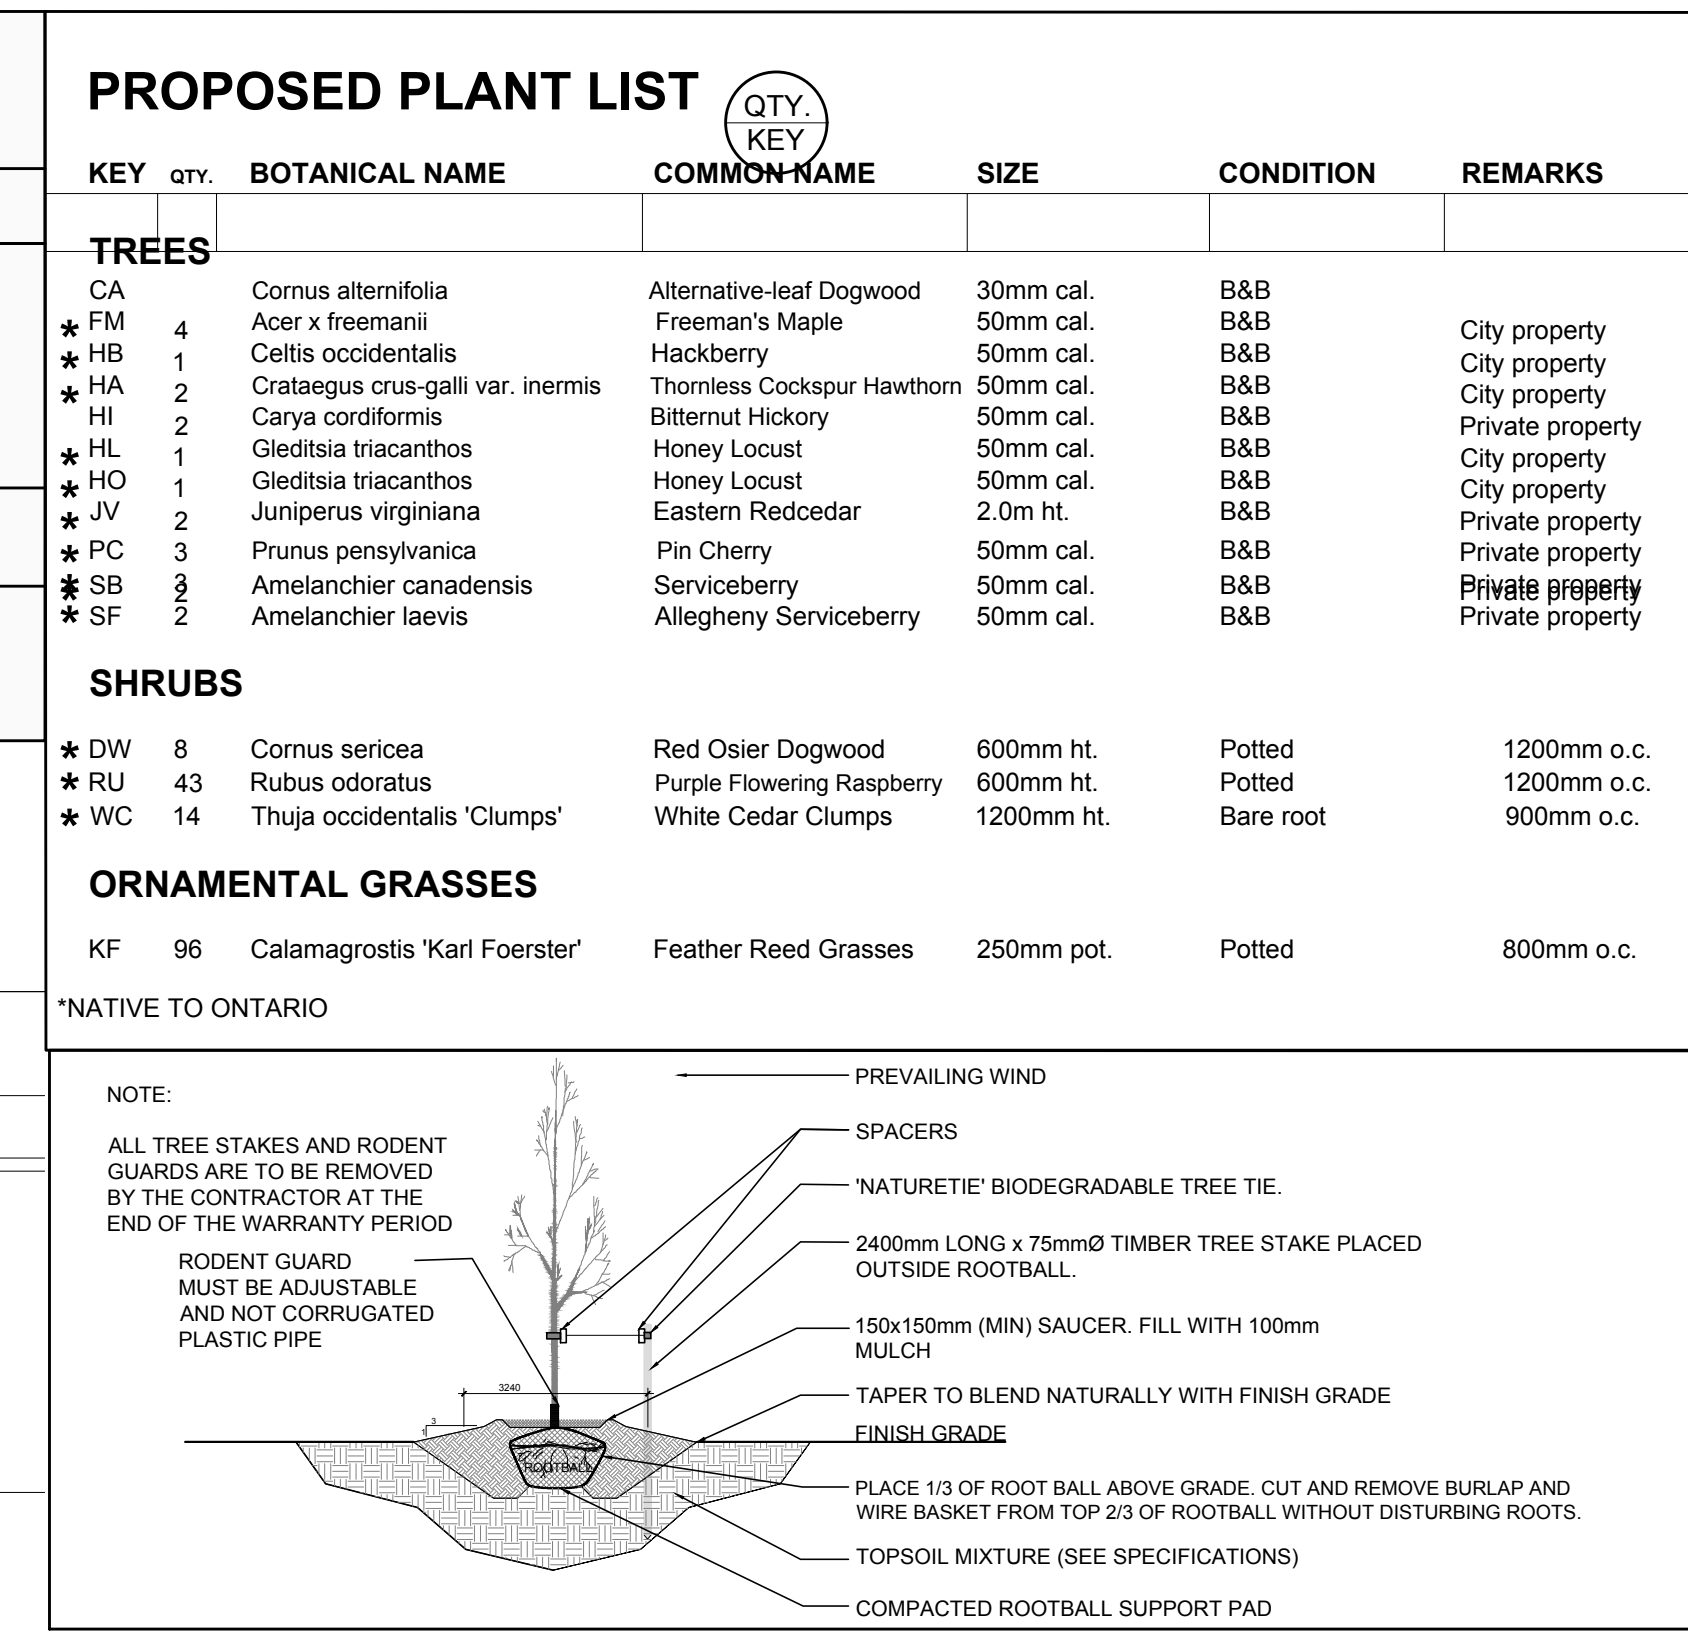 PROPOSED PLANT LIST
QTY.
KEY
KEY QTY. BOTANICAL NAME COMMON NAME SIZE CONDITION REMARKS
TREES
CA Cornus alternifolia Alternative-leaf Dogwood 30mm cal. B&B
* FM 4 Acer x freemanii Freeman's Maple 50mm cal. B&B City property
* HB 1 Celtis occidentalis Hackberry 50mm cal. B&B City property
* HA 2 Crataegus crus-galli var. inermis Thornless Cockspur Hawthorn 50mm cal. B&B City property
HI 2 Carya cordiformis Bitternut Hickory 50mm cal. B&B Private property
* HL 1 Gleditsia triacanthos Honey Locust 50mm cal. B&B City property
* HO 1 Gleditsia triacanthos Honey Locust 50mm cal. B&B City property
* JV 2 Juniperus virginiana Eastern Redcedar 2.0m ht. B&B Private property
* PC 3 Prunus pensylvanica Pin Cherry 50mm cal. B&B Private property
* SB 3 Amelanchier canadensis Serviceberry 50mm cal. B&B Private property
* 2 Private property
* SF 2 Amelanchier laevis Allegheny Serviceberry 50mm cal. B&B Private property
SHRUBS
* DW 8 Cornus sericea Red Osier Dogwood 600mm ht. Potted 1200mm o.c.
* RU 43 Rubus odoratus Purple Flowering Raspberry 600mm ht. Potted 1200mm o.c.
* WC 14 Thuja occidentalis 'Clumps' White Cedar Clumps 1200mm ht. Bare root 900mm o.c.
ORNAMENTAL GRASSES
KF 96 Calamagrostis 'Karl Foerster' Feather Reed Grasses 250mm pot. Potted 800mm o.c.
*NATIVE TO ONTARIO
NOTE:
ALL TREE STAKES AND RODENT
GUARDS ARE TO BE REMOVED
BY THE CONTRACTOR AT THE
END OF THE WARRANTY PERIOD
RODENT GUARD
MUST BE ADJUSTABLE
AND NOT CORRUGATED
PLASTIC PIPE
3240
3
1
ROOTBALL
PREVAILING WIND
SPACERS
'NATURETIE' BIODEGRADABLE TREE TIE.
2400mm LONG x 75mmØ TIMBER TREE STAKE PLACED
OUTSIDE ROOTBALL.
150x150mm (MIN) SAUCER. FILL WITH 100mm
MULCH
TAPER TO BLEND NATURALLY WITH FINISH GRADE
FINISH GRADE
PLACE 1/3 OF ROOT BALL ABOVE GRADE. CUT AND REMOVE BURLAP AND
WIRE BASKET FROM TOP 2/3 OF ROOTBALL WITHOUT DISTURBING ROOTS.
TOPSOIL MIXTURE (SEE SPECIFICATIONS)
COMPACTED ROOTBALL SUPPORT PAD